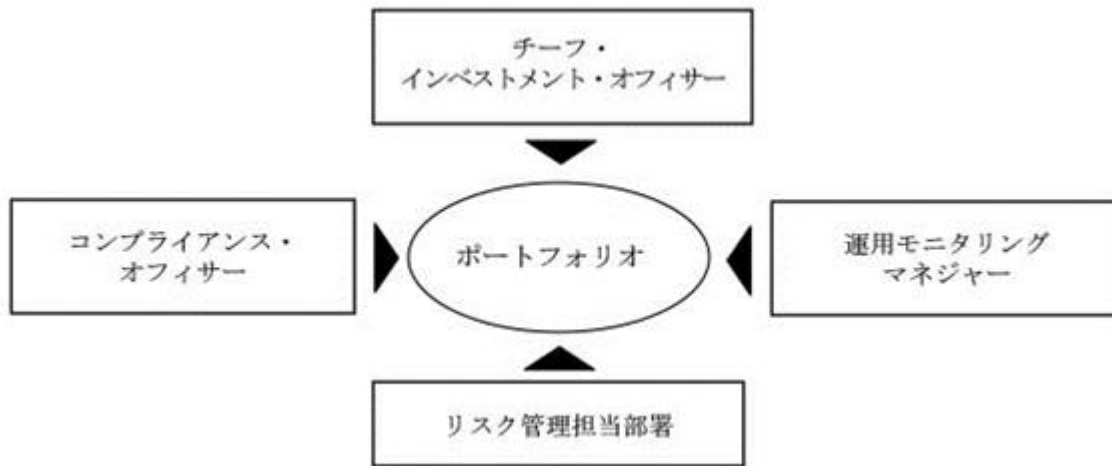 チーフ・
インベストメント・オフィサー
コンプライアンス・
オフィサー
ポートフォリオ
運用モニタリング
マネジャー
リスク管理担当部署